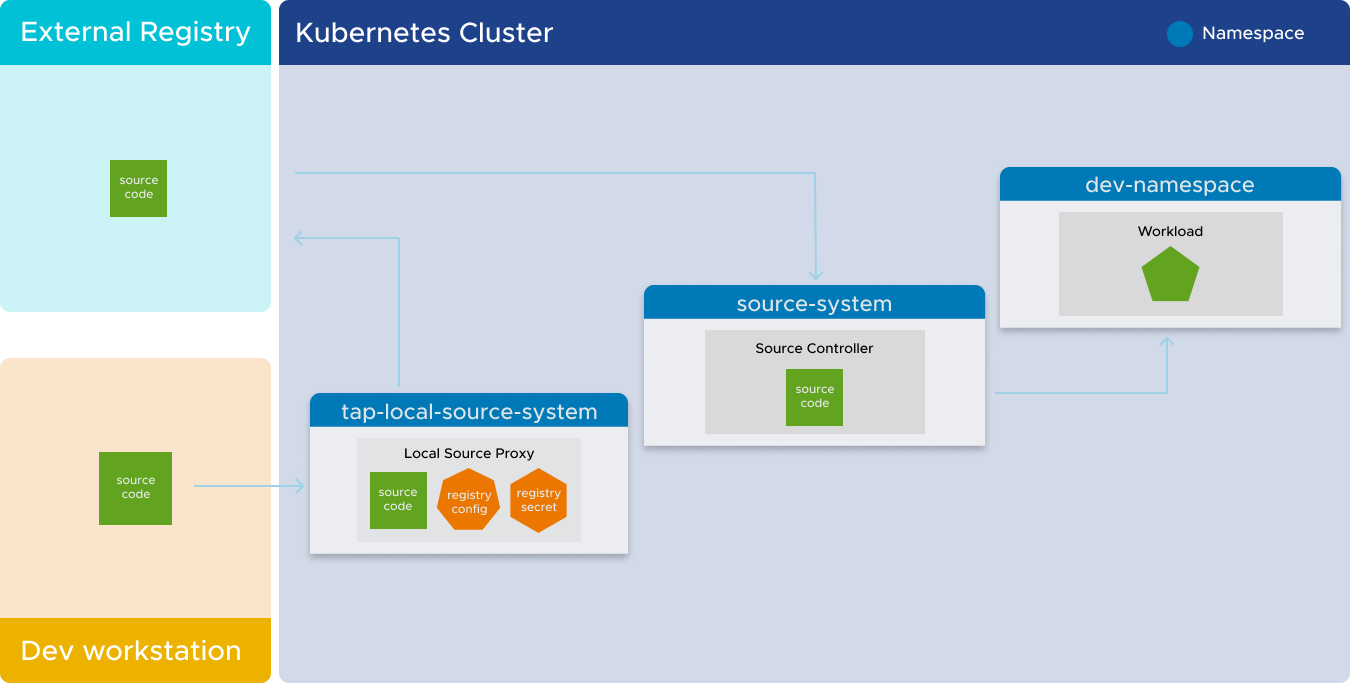 External Registry
Kubernetes Cluster
Namespace
source
code
dev-namespace
Workload
source-system
Source Controller
source
code
tap-local-source-system
Local Source Proxy
source
code
registry
config
registry
secret
source
code
Dev workstation